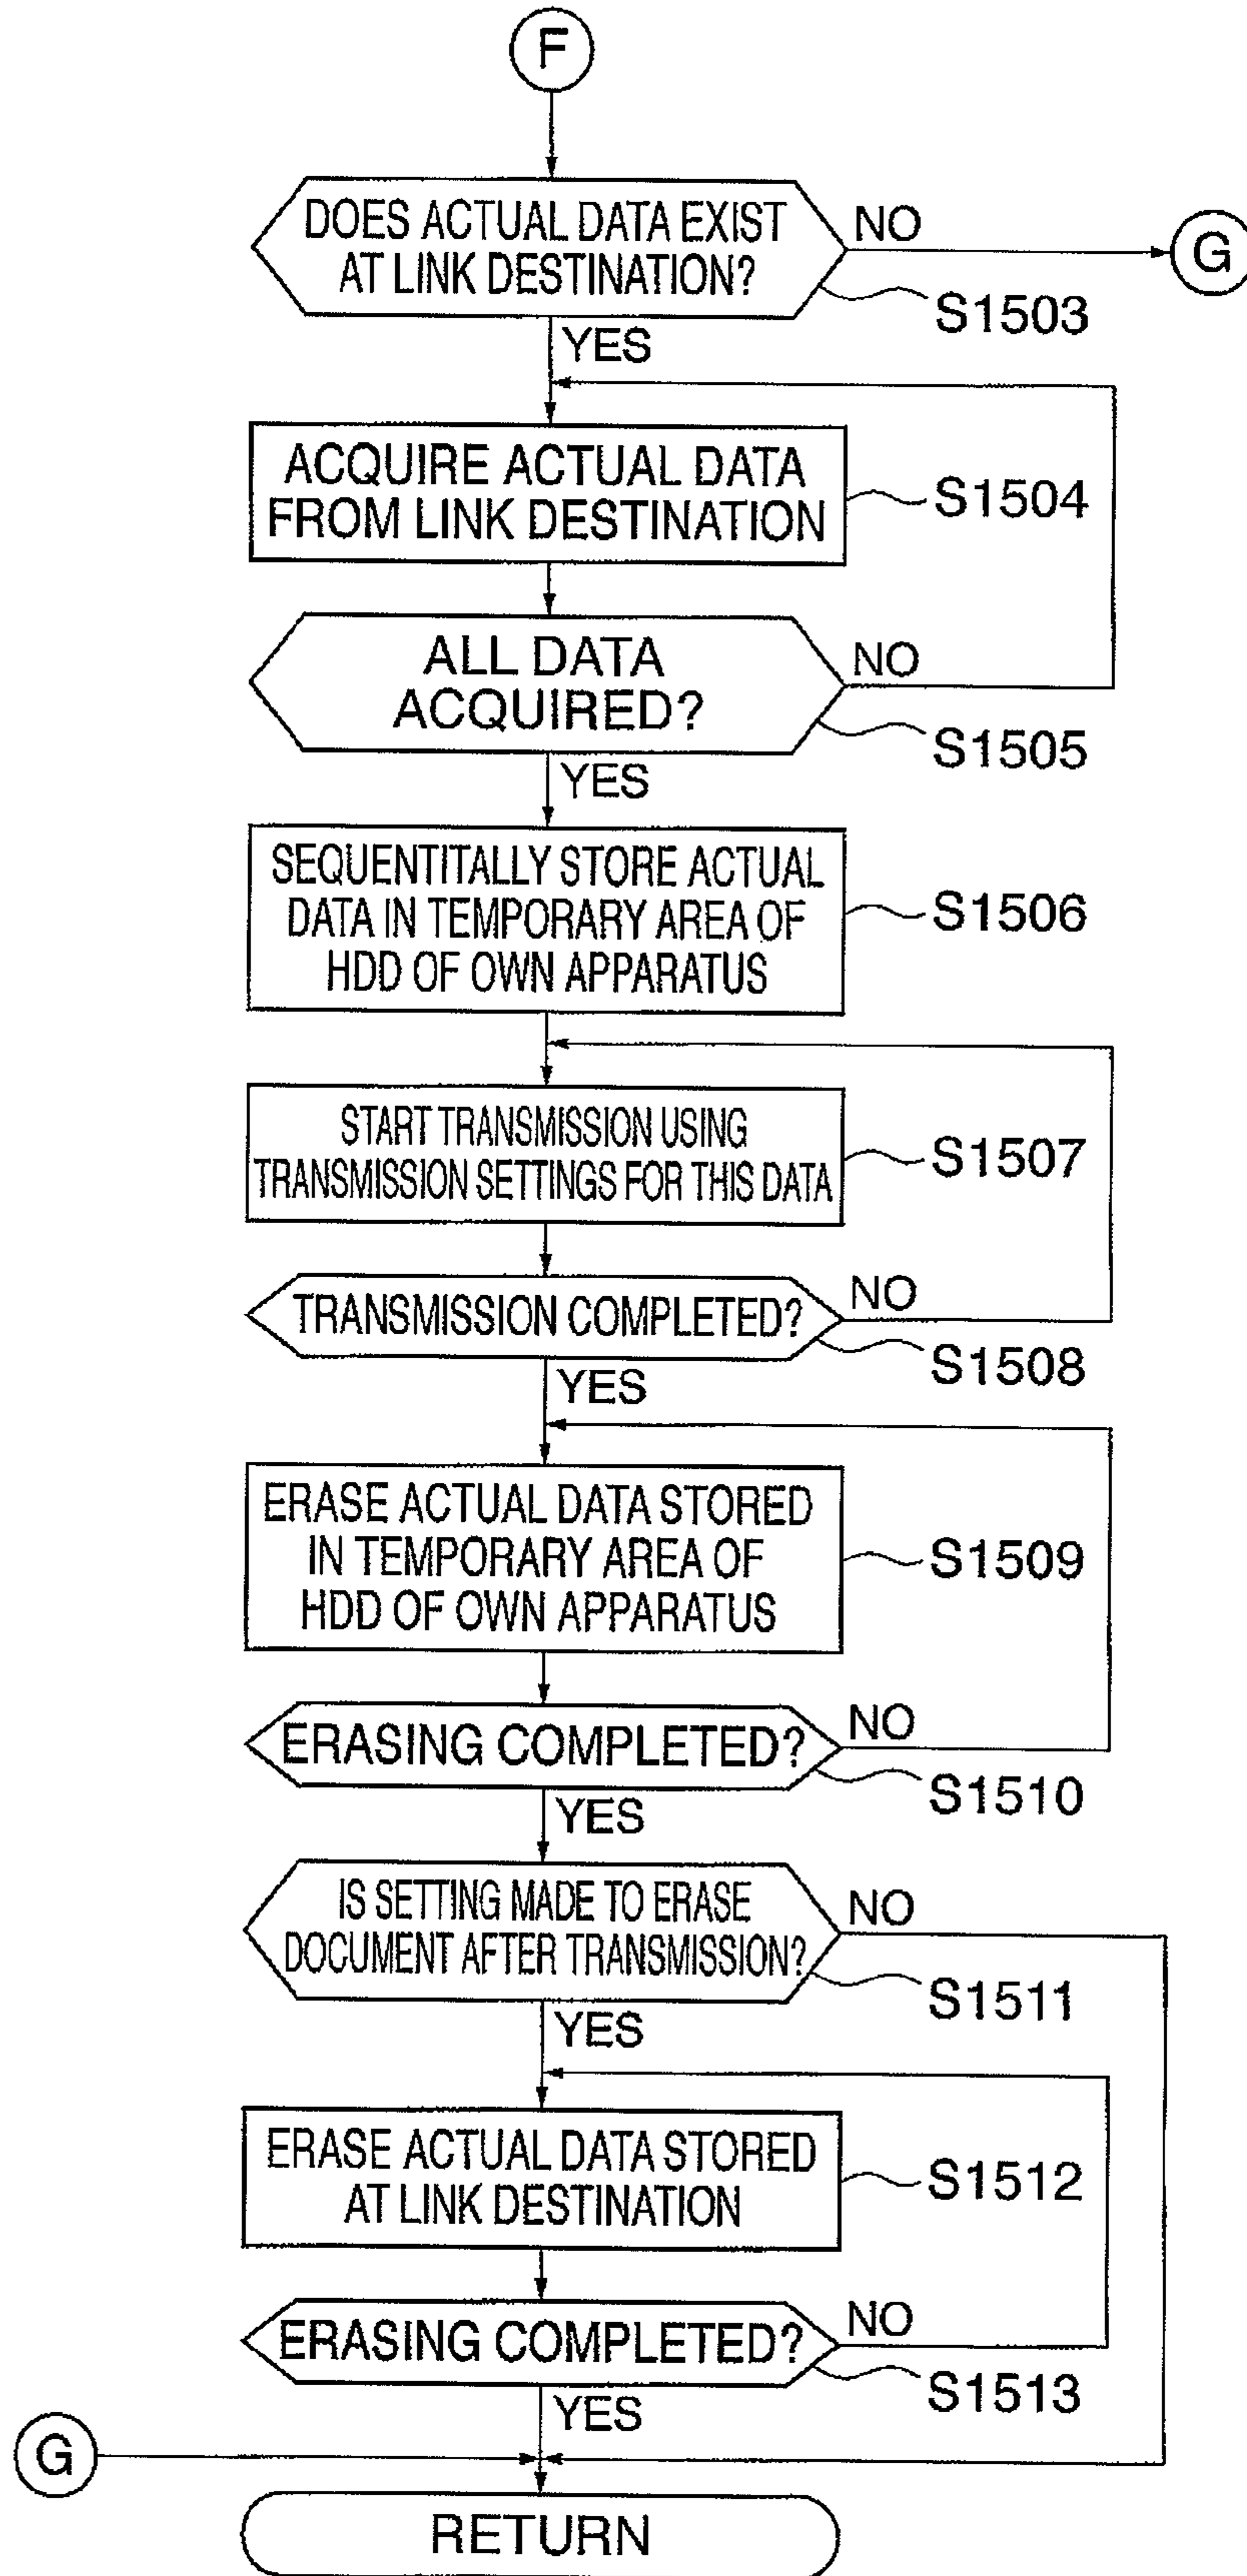 F
DOES ACTUAL DATA EXIST
AT LINK DESTINATION?
NO
G
S1503
YES
ACQUIRE ACTUAL DATA
FROM LINK DESTINATION
S1504
ALL DATA
ACQUIRED?
NO
S1505
YES
SEQUENTITALLY STORE ACTUAL
DATA IN TEMPORARY AREA OF
HDD OF OWN APPARATUS
S1506
START TRANSMISSION USING
TRANSMISSION SETTINGS FOR THIS DATA
S1507
TRANSMISSION COMPLETED?
NO
S1508
YES
ERASE ACTUAL DATA STORED
IN TEMPORARY AREA OF
HDD OF OWN APPARATUS
S1509
ERASING COMPLETED?
NO
S1510
YES
IS SETTING MADE TO ERASE
DOCUMENT AFTER TRANSMISSION?
NO
S1511
YES
ERASE ACTUAL DATA STORED
AT LINK DESTINATION
S1512
ERASING COMPLETED?
NO
S1513
YES
G
RETURN